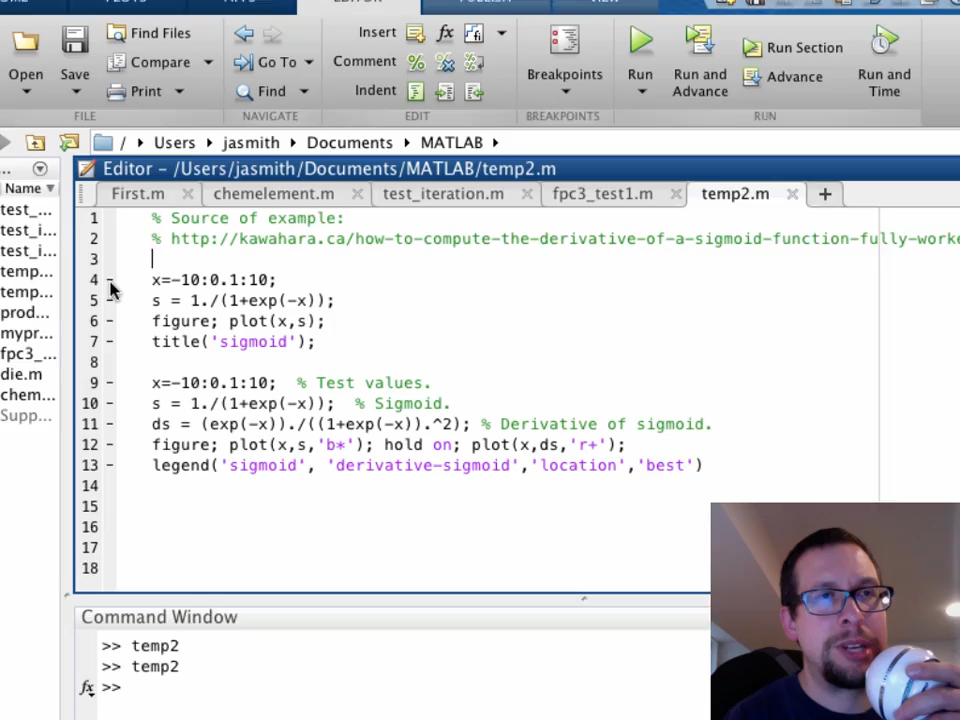 EDITOR
PUBLISH
VIEW
Find Files
Insert
fx
Compare
Go To
Comment
Run Section
Open
Save
Print
Find
Indent
Breakpoints
Run
Run and Advance
Advance
Run and Time
FILE
NAVIGATE
EDIT
BREAKPOINTS
RUN
/ Users jasmith Documents MATLAB
Editor - /Users/jasmith/Documents/MATLAB/temp2.m
Name
First.m
chemelement.m
test_iteration.m
fpc3_test1.m
temp2.m
+
test_...
test_i...
test_i...
temp...
temp...
prod...
mypr...
fpc3_...
die.m
chem...
Supp...
1 % Source of example:
2 % http://kawahara.ca/how-to-compute-the-derivative-of-a-sigmoid-function-fully-worke
3
4 - x=-10:0.1:10;
5 - s = 1./(1+exp(-x));
6 - figure; plot(x,s);
7 - title('sigmoid');
8
9 - x=-10:0.1:10; % Test values.
10 - s = 1./(1+exp(-x)); % Sigmoid.
11 - ds = (exp(-x))./((1+exp(-x)).^2); % Derivative of sigmoid.
12 - figure; plot(x,s,'b*'); hold on; plot(x,ds,'r+');
13 - legend('sigmoid', 'derivative-sigmoid','location','best')
14
15
16
17
18
Command Window
>> temp2
>> temp2
fx >>